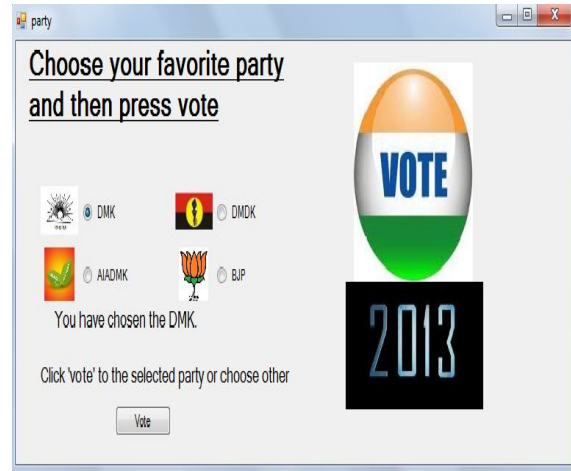 party
Choose your favorite party
and then press vote
DMK
DMDK
AIADMK
BJP
You have chosen the DMK.
Click 'vote' to the selected party or choose other
Vote
VOTE
2013